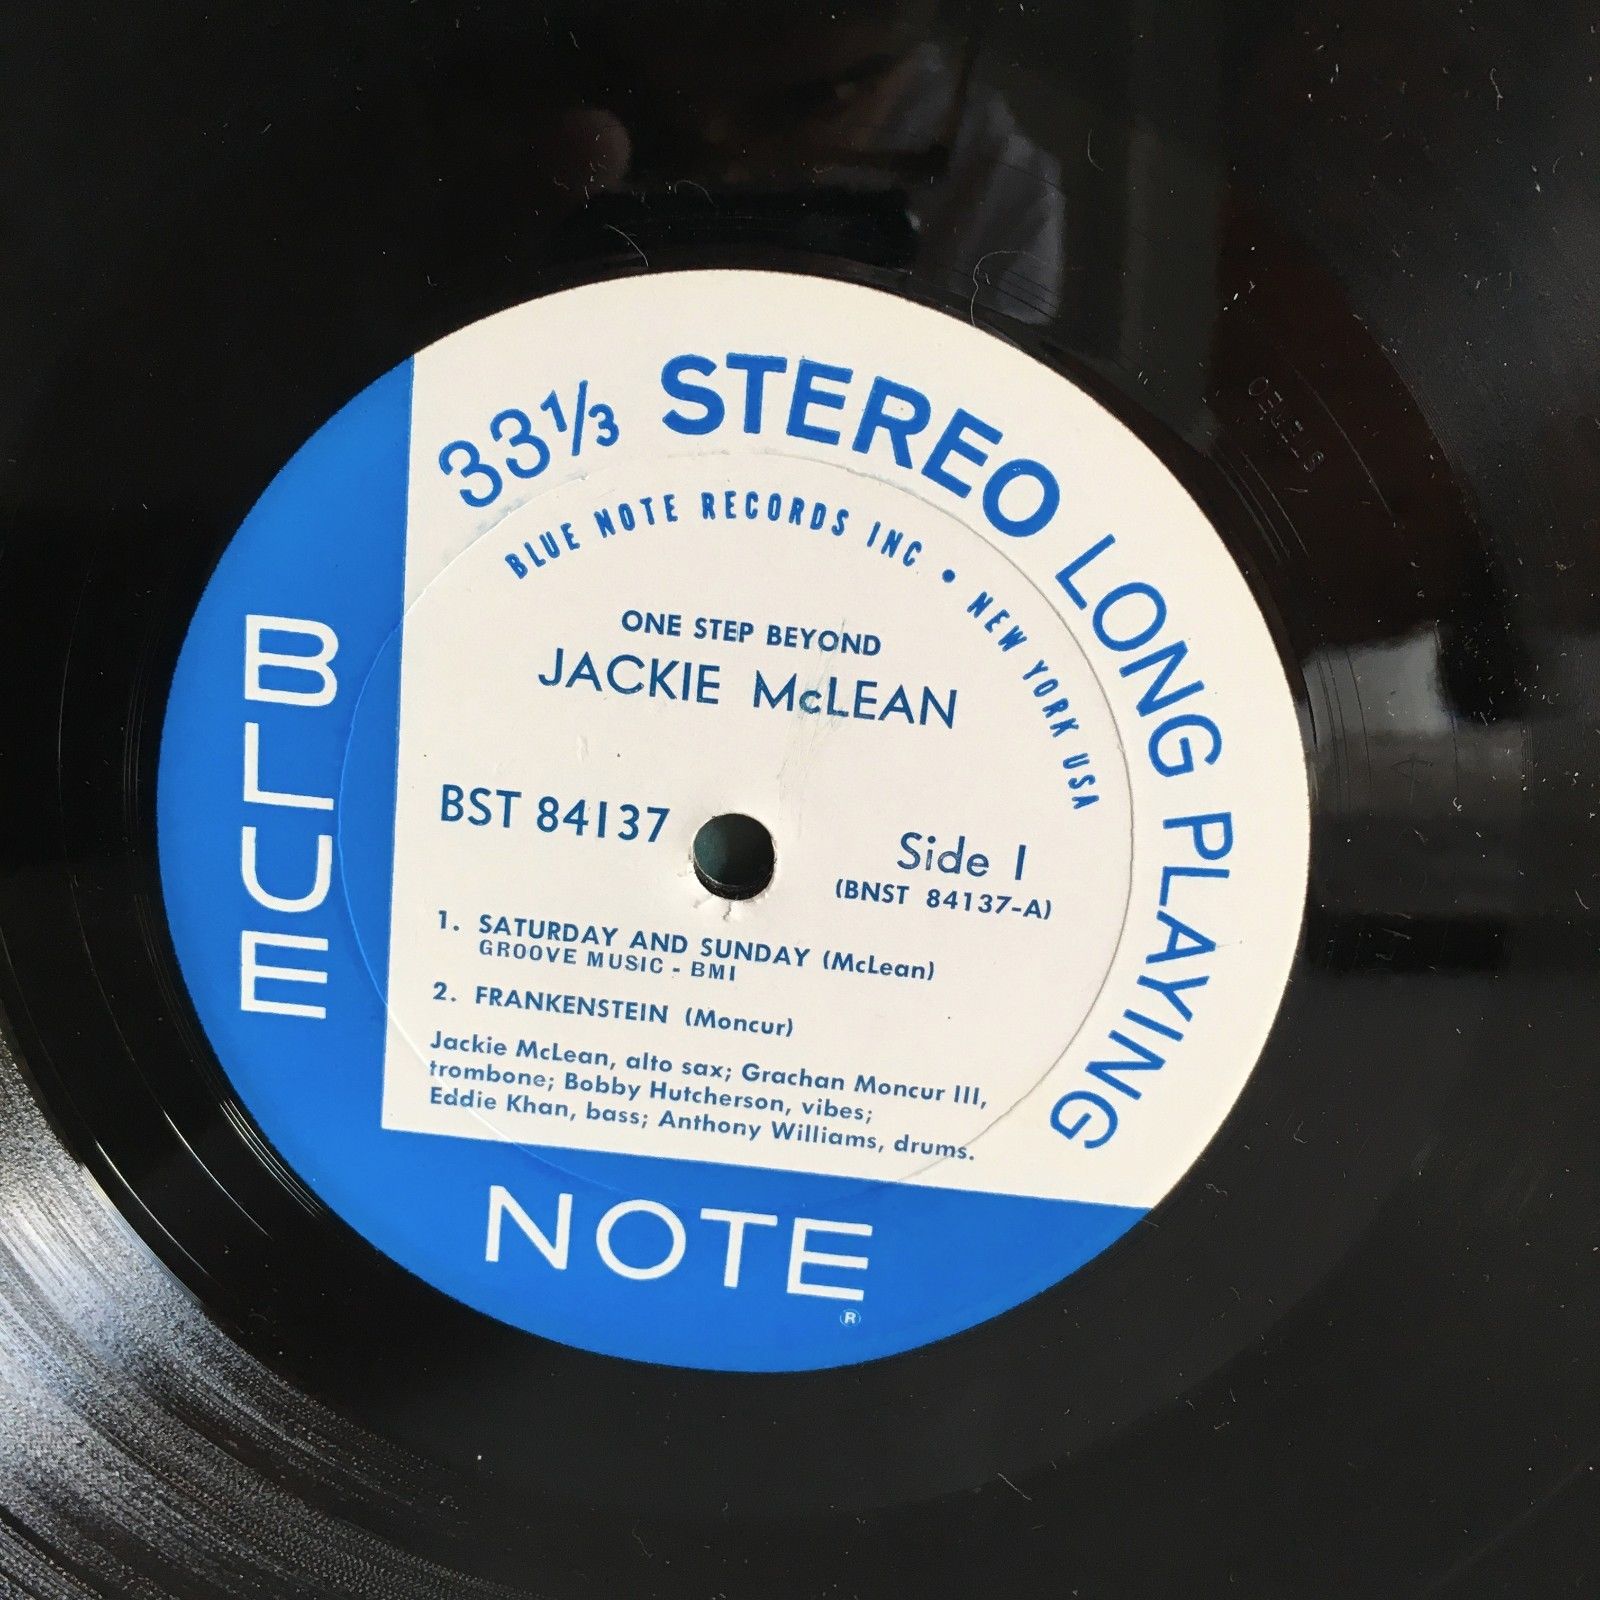 33⅓ STEREO LONG PLAYING
BLUE NOTE RECORDS INC • NEW YORK USA
ONE STEP BEYOND
JACKIE McLEAN
BST 84137
Side 1
(BNST 84137-A)
1. SATURDAY AND SUNDAY (McLean)
GROOVE MUSIC - BMI
2. FRANKENSTEIN (Moncur)
Jackie McLean, alto sax; Grachan Moncur III,
trombone; Bobby Hutcherson, vibes;
Eddie Khan, bass; Anthony Williams, drums.
BLUE
NOTE
®
STEREO